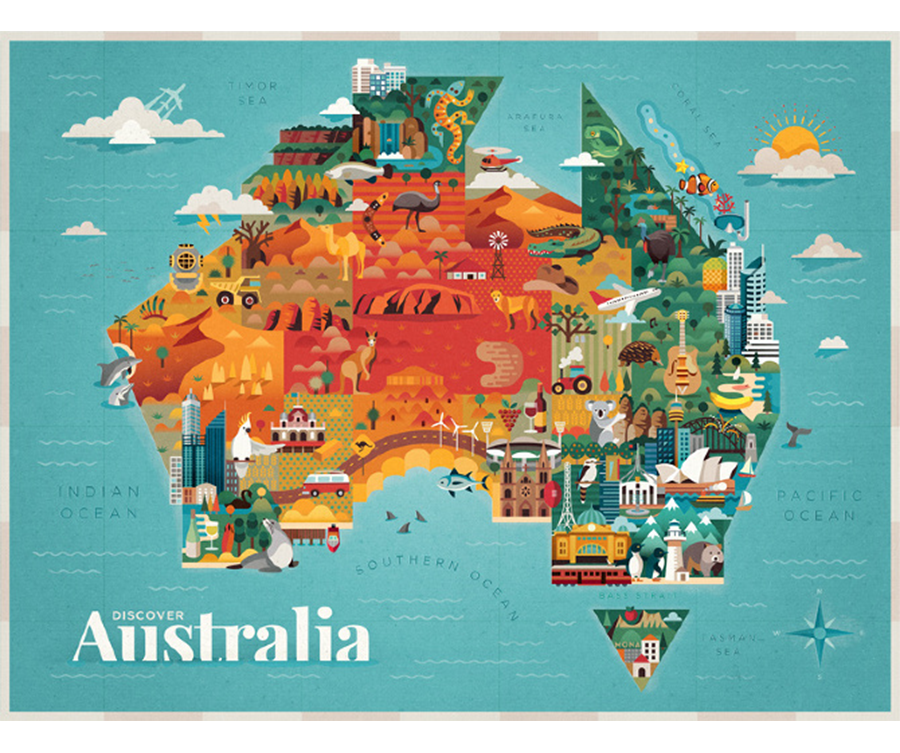 TIMOR
SEA
ARAFURA
SEA
CORAL SEA
INDIAN
OCEAN
PACIFIC
OCEAN
SOUTHERN OCEAN
BASS STRAIT
TASMAN
SEA
MONA
DISCOVER
Australia